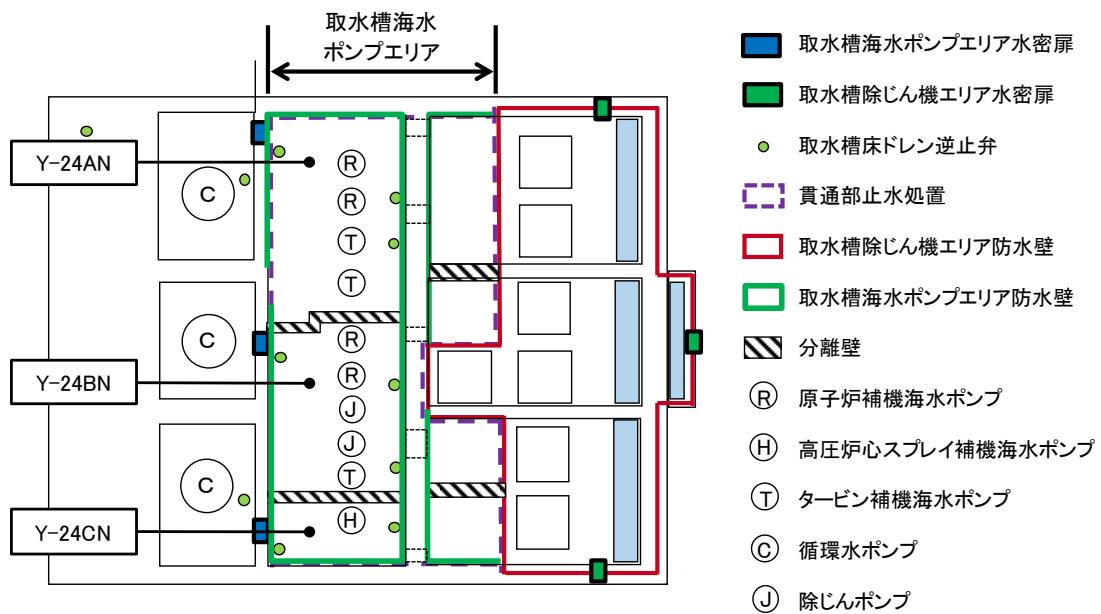 取水槽海水
ポンプエリア
Y-24AN
Y-24BN
Y-24CN
C
C
C
R
R
T
T
R
R
J
J
T
H
取水槽海水ポンプエリア水密扉
取水槽除じん機エリア水密扉
取水槽床ドレン逆止弁
貫通部止水処置
取水槽除じん機エリア防水壁
取水槽海水ポンプエリア防水壁
分離壁
R 原子炉補機海水ポンプ
H 高圧炉心スプレイ補機海水ポンプ
T タービン補機海水ポンプ
C 循環水ポンプ
J 除じんポンプ